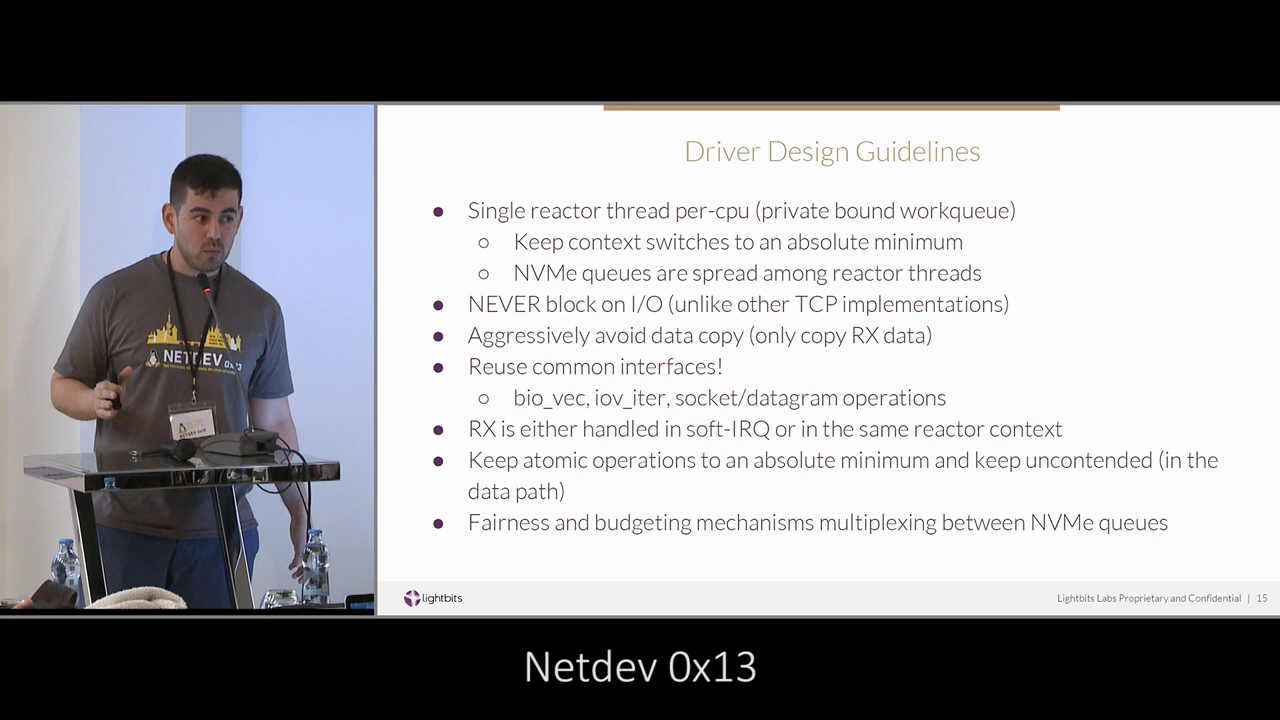 Driver Design Guidelines
● Single reactor thread per-cpu (private bound workqueue)
○ Keep context switches to an absolute minimum
○ NVMe queues are spread among reactor threads
● NEVER block on I/O (unlike other TCP implementations)
● Aggressively avoid data copy (only copy RX data)
● Reuse common interfaces!
○ bio_vec, iov_iter, socket/datagram operations
● RX is either handled in soft-IRQ or in the same reactor context
● Keep atomic operations to an absolute minimum and keep uncontended (in the
data path)
● Fairness and budgeting mechanisms multiplexing between NVMe queues
lightbits
Lightbits Labs Proprietary and Confidential | 15
NETDEV 0x13
Netdev 0x13